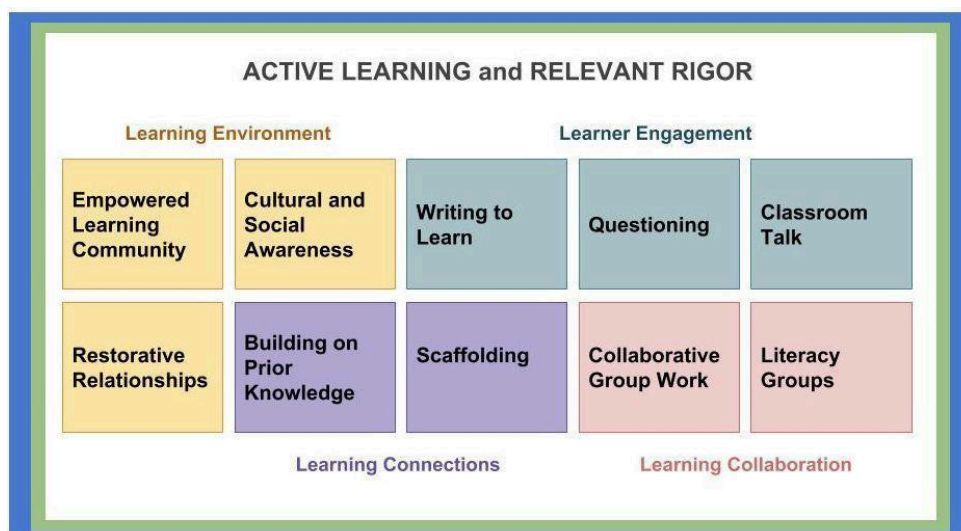 ACTIVE LEARNING and RELEVANT RIGOR
Learning Environment
Learner Engagement
Empowered
Learning
Community
Cultural and
Social
Awareness
Writing to
Learn
Questioning
Classroom
Talk
Restorative
Relationships
Building on
Prior
Knowledge
Scaffolding
Collaborative
Group Work
Literacy
Groups
Learning Connections
Learning Collaboration